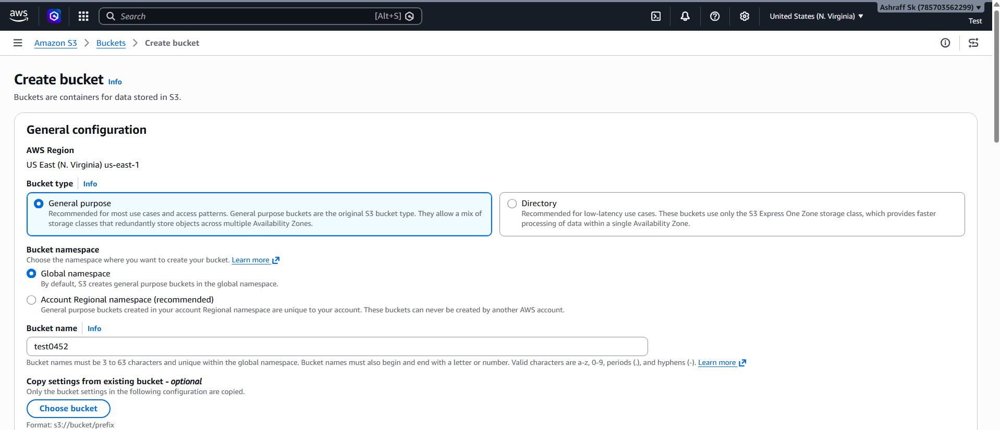 aws
Search [Alt+S]
United States (N. Virginia)
Ashraff Sk (785703562299)
Test
Amazon S3 Buckets Create bucket
Create bucket Info
Buckets are containers for data stored in S3.
General configuration
AWS Region
US East (N. Virginia) us-east-1
Bucket type Info
General purpose
Recommended for most use cases and access patterns. General purpose buckets are the original S3 bucket type. They allow a mix of
storage classes that redundantly store objects across multiple Availability Zones.
Directory
Recommended for low-latency use cases. These buckets use only the S3 Express One Zone storage class, which provides faster
processing of data within a single Availability Zone.
Bucket namespace
Choose the namespace where you want to create your bucket. Learn more
Global namespace
By default, S3 creates general purpose buckets in the global namespace.
Account Regional namespace (recommended)
General purpose buckets created in your account Regional namespace are unique to your account. These buckets can never be created by another AWS account.
Bucket name Info
test0452
Bucket names must be 3 to 63 characters and unique within the global namespace. Bucket names must also begin and end with a letter or number. Valid characters are a-z, 0-9, periods (.), and hyphens (-). Learn more
Copy settings from existing bucket - optional
Only the bucket settings in the following configuration are copied.
Choose bucket
Format: s3://bucket/prefix